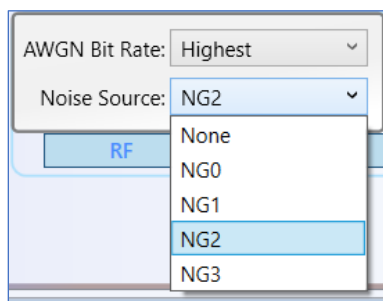 AWGN Bit Rate: Highest
Noise Source: NG2
RF
None
NG0
NG1
NG2
NG3